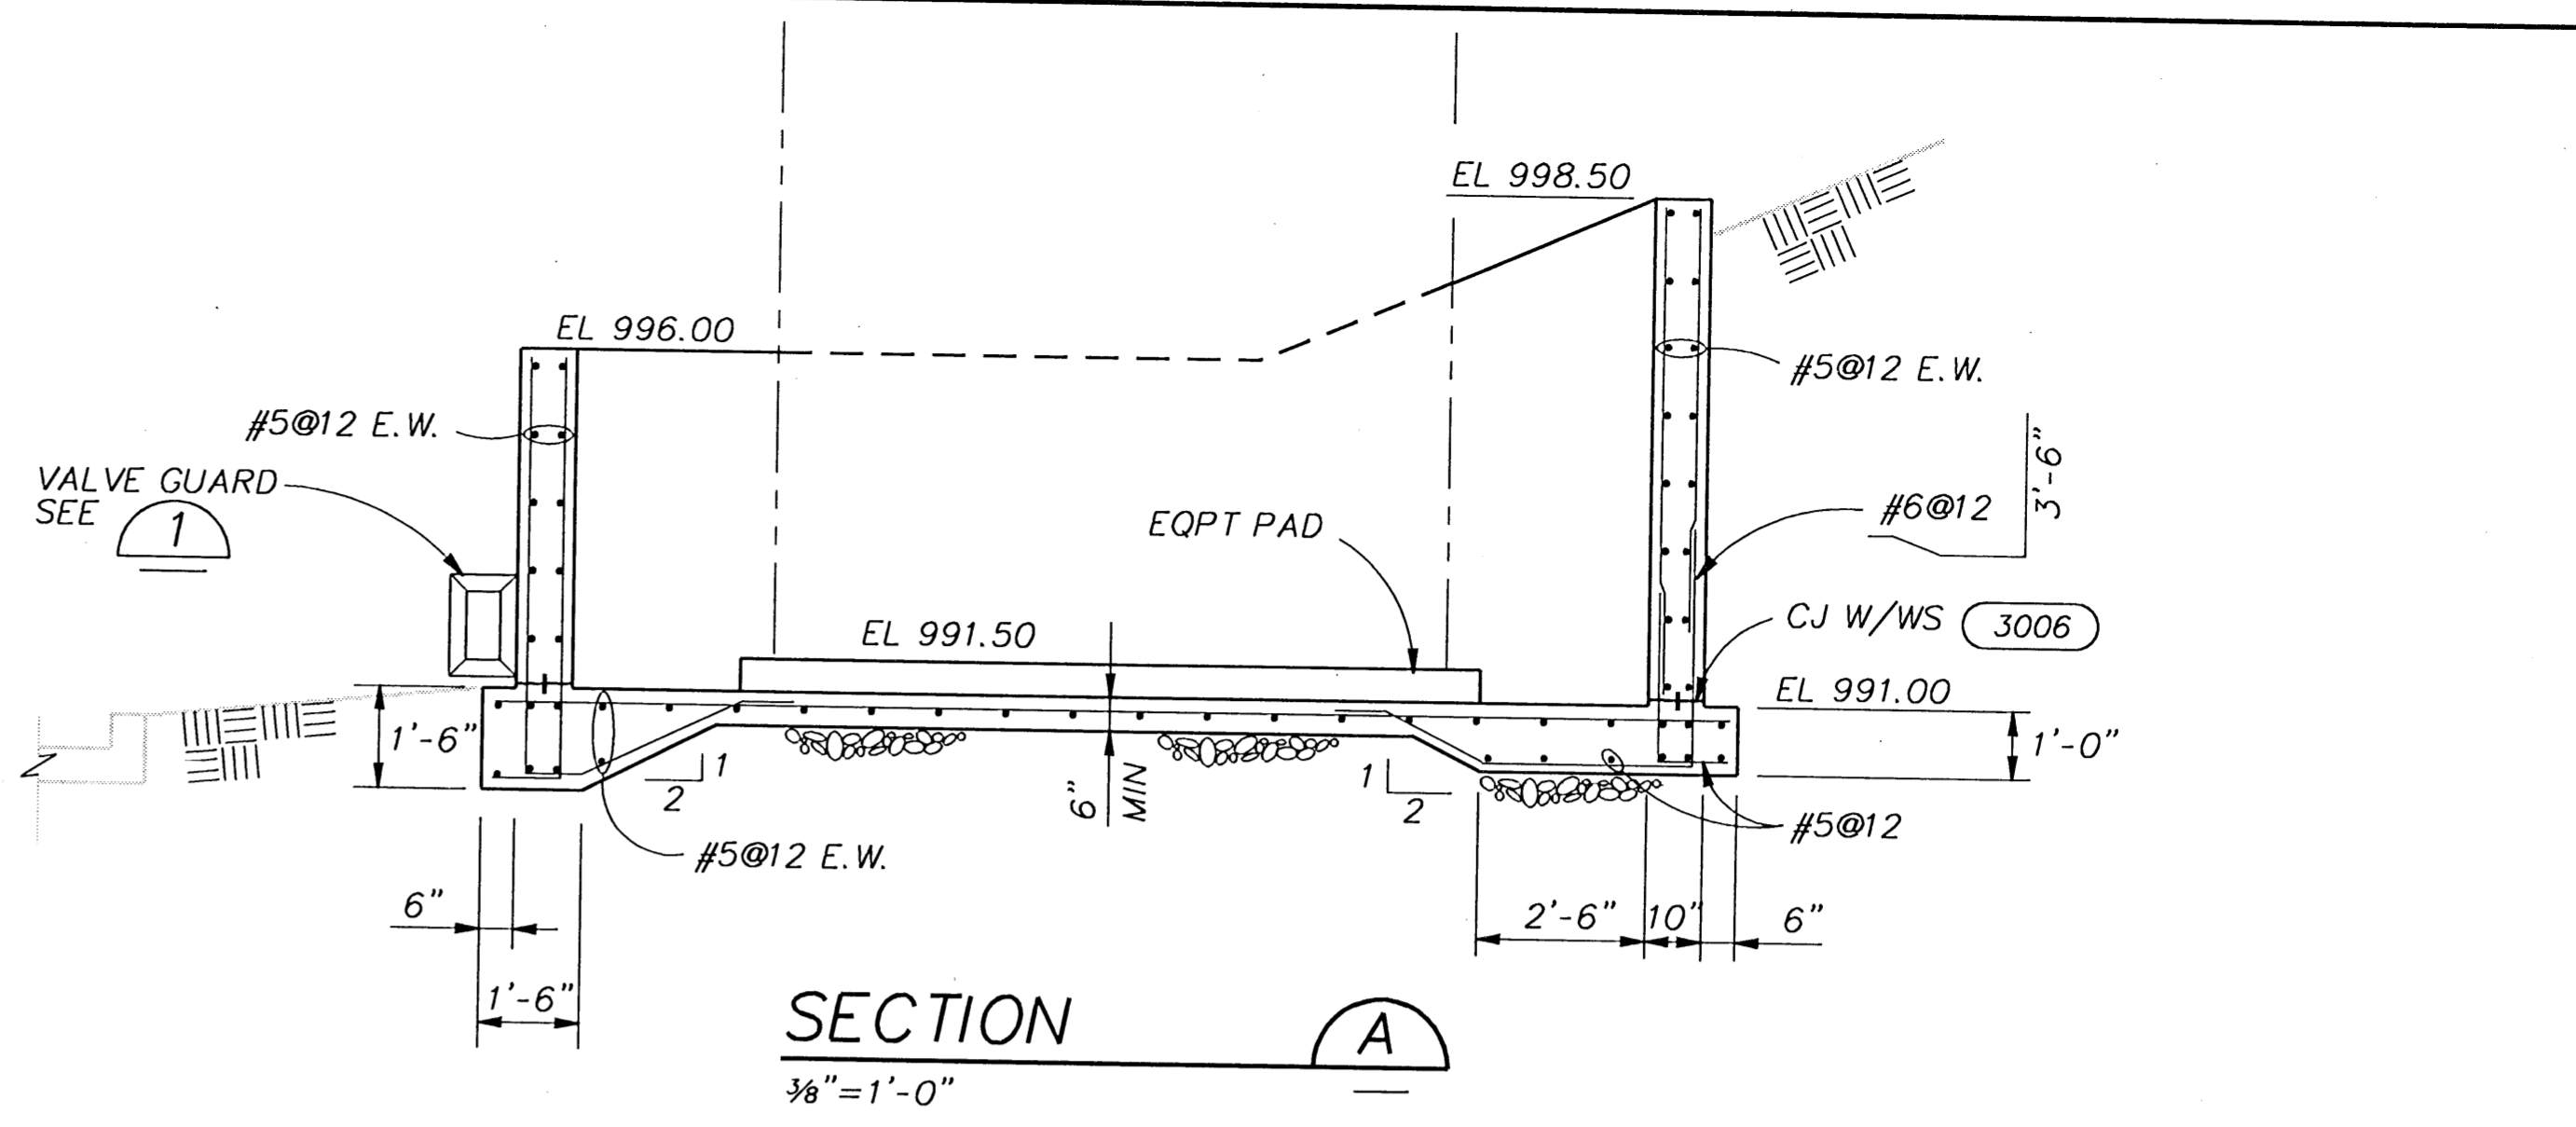 EL 998.50
EL 996.00
#5@12 E.W.
#5@12 E.W.
VALVE GUARD
SEE
1
3'-6"
#6@12
EQPT PAD
CJ W/WS 3006
EL 991.50
EL 991.00
1'-6"
1'-0"
1
2
6"
MIN
1
2
#5@12
#5@12 E.W.
6"
2'-6"
10"
6"
1'-6"
SECTION
A
3/8"=1'-0"